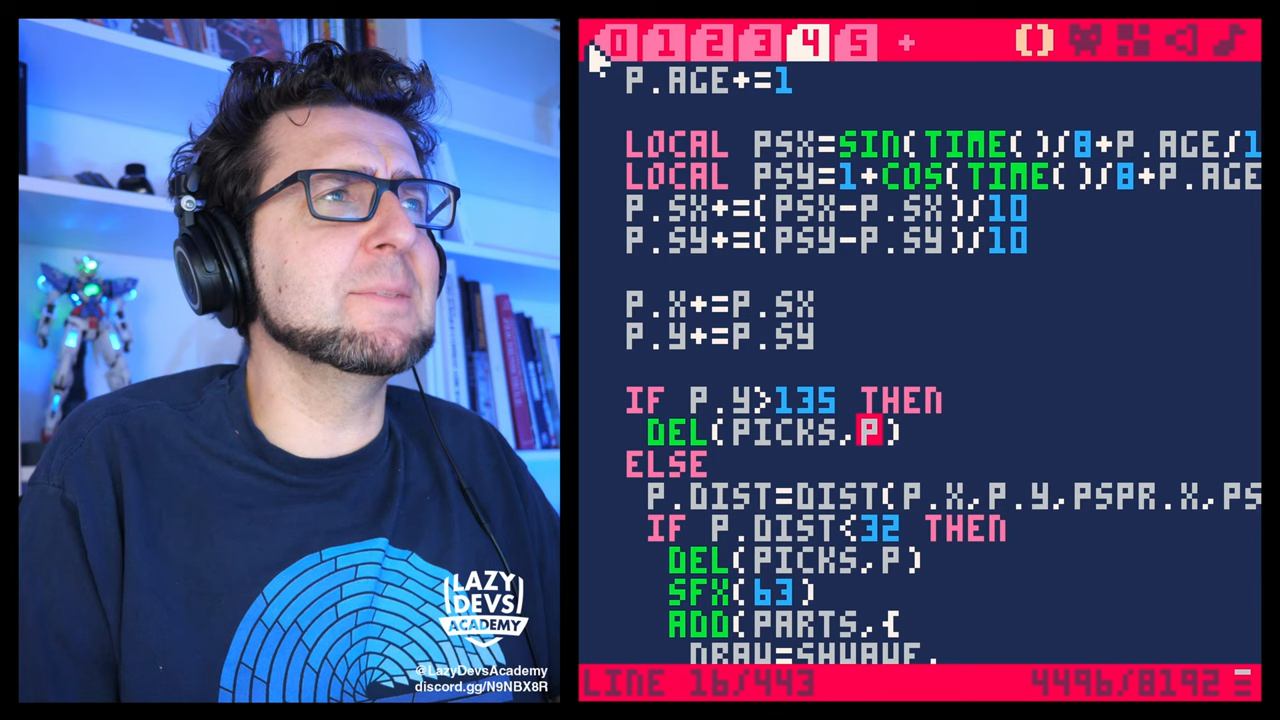 0 1 2 3 4 5 +
P.AGE+=1
LOCAL PSX=SIN(TIME()/8+P.AGE/1
LOCAL PSY=1+COS(TIME()/8+P.AGE
P.SX+=(PSX-P.SX)/10
P.SY+=(PSY-P.SY)/10
P.X+=P.SX
P.Y+=P.SY
IF P.Y>135 THEN
DEL(PICKS,P)
ELSE
P.DIST=DIST(P.X,P.Y,PSPR.X,PS
IF P.DIST<32 THEN
DEL(PICKS,P)
SFX(63)
ADD(PARTS,{
DRAW=SHWAVE,
LINE 16/443 4496/8192
LAZY
DEVS
ACADEMY
@LazyDevsAcademy
discord.gg/N9NBX8R